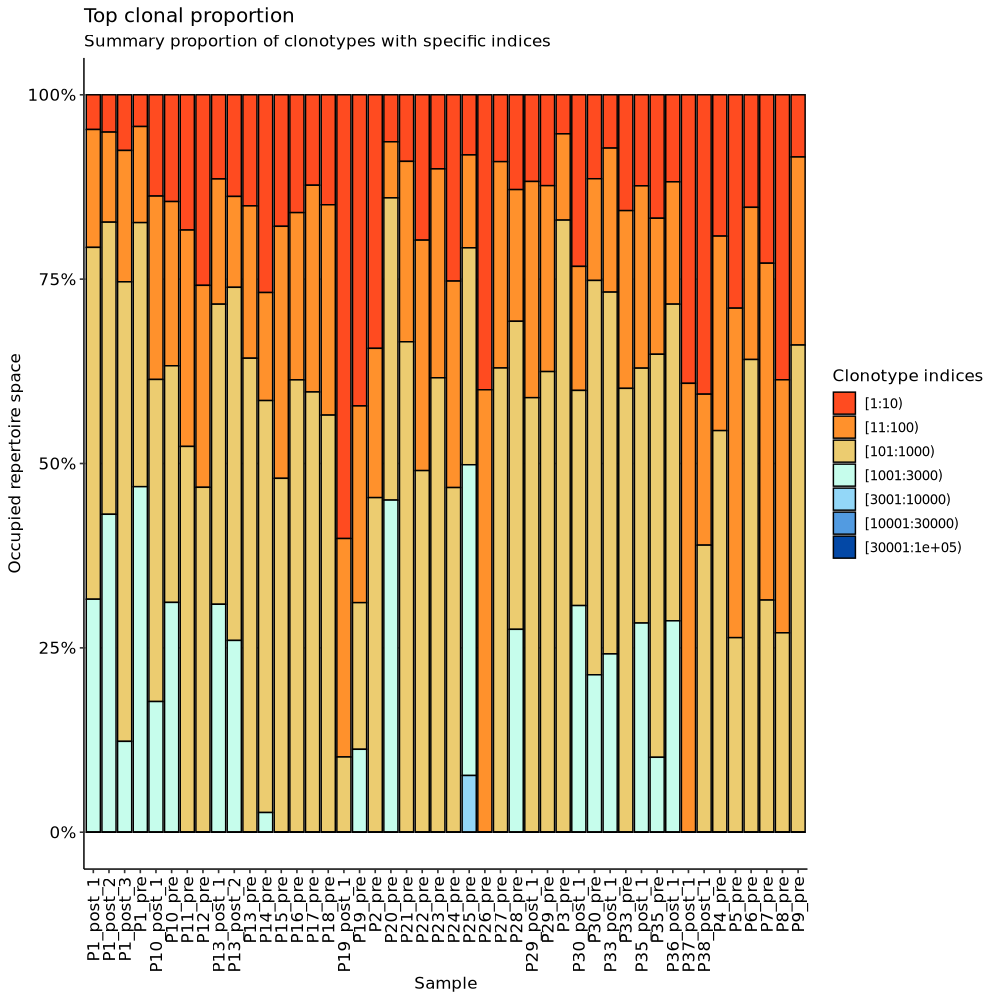 Top clonal proportion
Summary proportion of clonotypes with specific indices
100%
75%
50%
25%
0%
Occupied repertoire space
P1_post_1
P1_post_2
P1_post_3
P1_pre
P10_post_1
P10_pre
P11_pre
P12_pre
P13_post_1
P13_post_2
P13_pre
P14_pre
P15_pre
P16_pre
P17_pre
P18_pre
P19_post_1
P19_pre
P2_pre
P20_pre
P21_pre
P22_pre
P23_pre
P24_pre
P25_pre
P26_pre
P27_pre
P28_pre
P29_post_1
P29_pre
P3_pre
P30_post_1
P30_pre
P33_post_1
P33_pre
P35_post_1
P35_pre
P36_post_1
P37_post_1
P38_post_1
P4_pre
P5_pre
P6_pre
P7_pre
P8_pre
P9_pre
Sample
Clonotype indices
[1:10)
[11:100)
[101:1000)
[1001:3000)
[3001:10000)
[10001:30000)
[30001:1e+05)